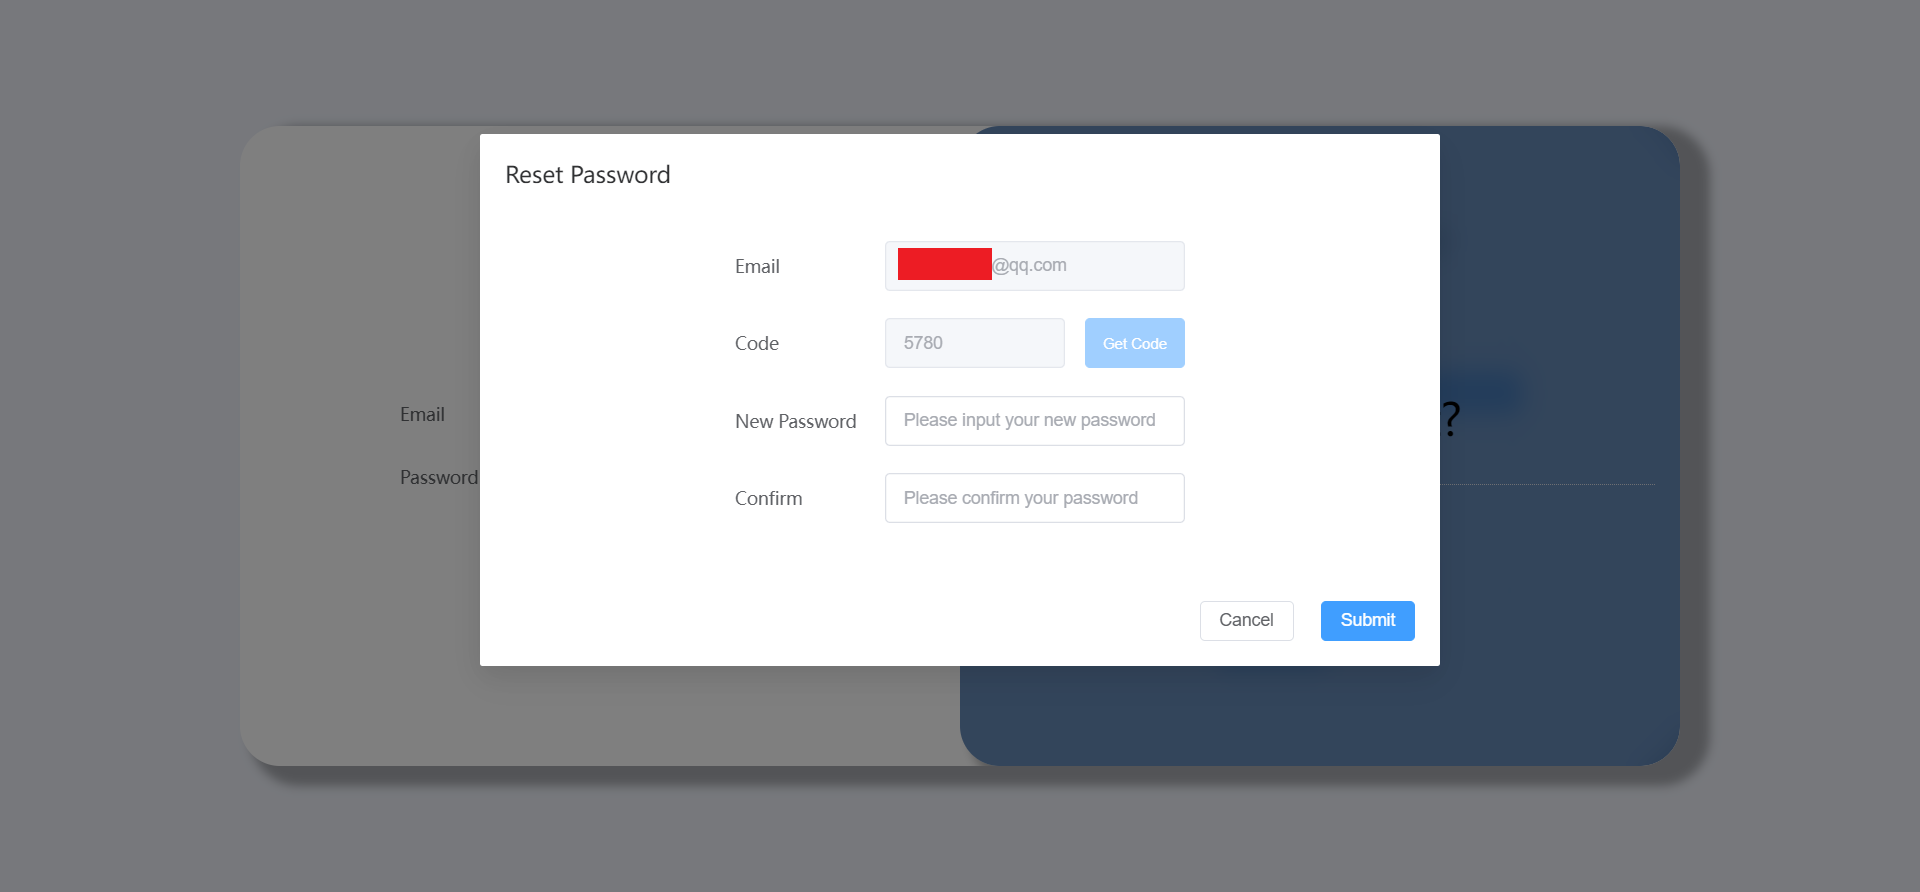 Reset Password
Email @qq.com
Code 5780 Get Code
New Password Please input your new password
Confirm Please confirm your password
Cancel Submit
Email
Password
?